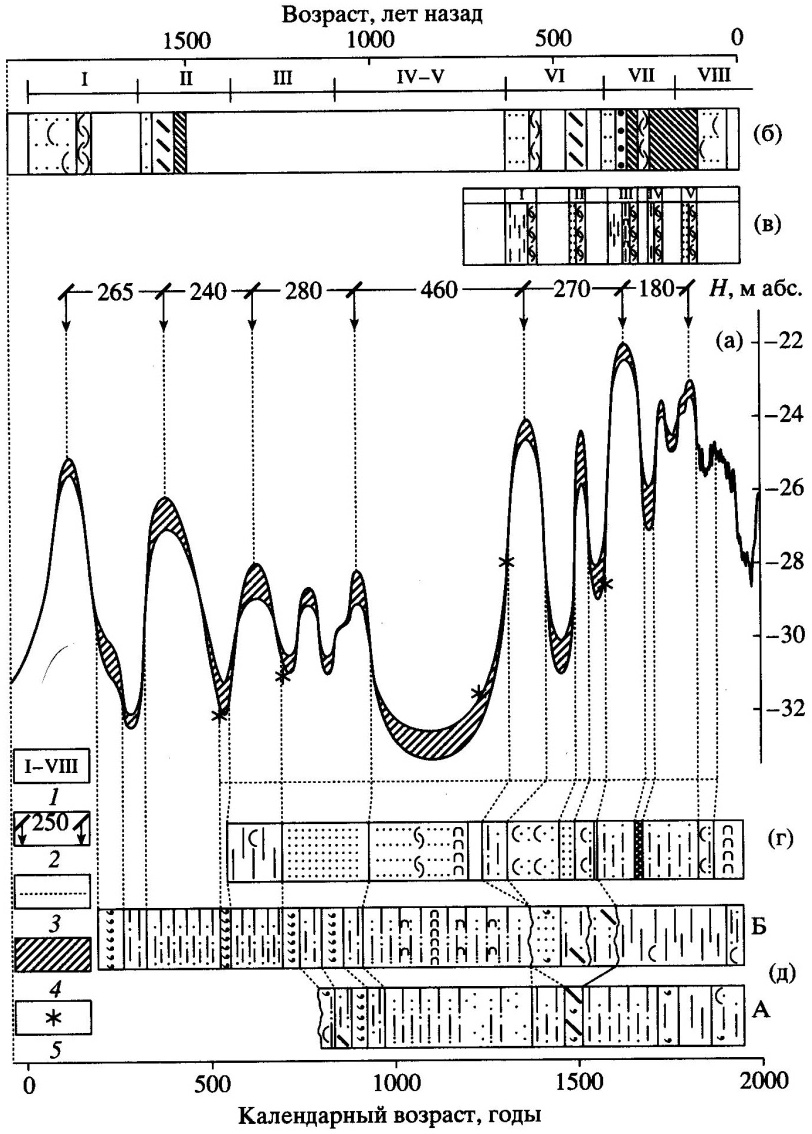 Возраст, лет назад
1500 1000 500 0
I II III IV–V VI VII VIII
(б)
I II III IV V
(в)
265 240 280 460 270 180 H, м абс.
(а) –22
–24
–26
–28
–30
–32
I–VIII
1
250
2
3
4
5
(г)
Б
(д)
А
0 500 1000 1500 2000
Календарный возраст, годы